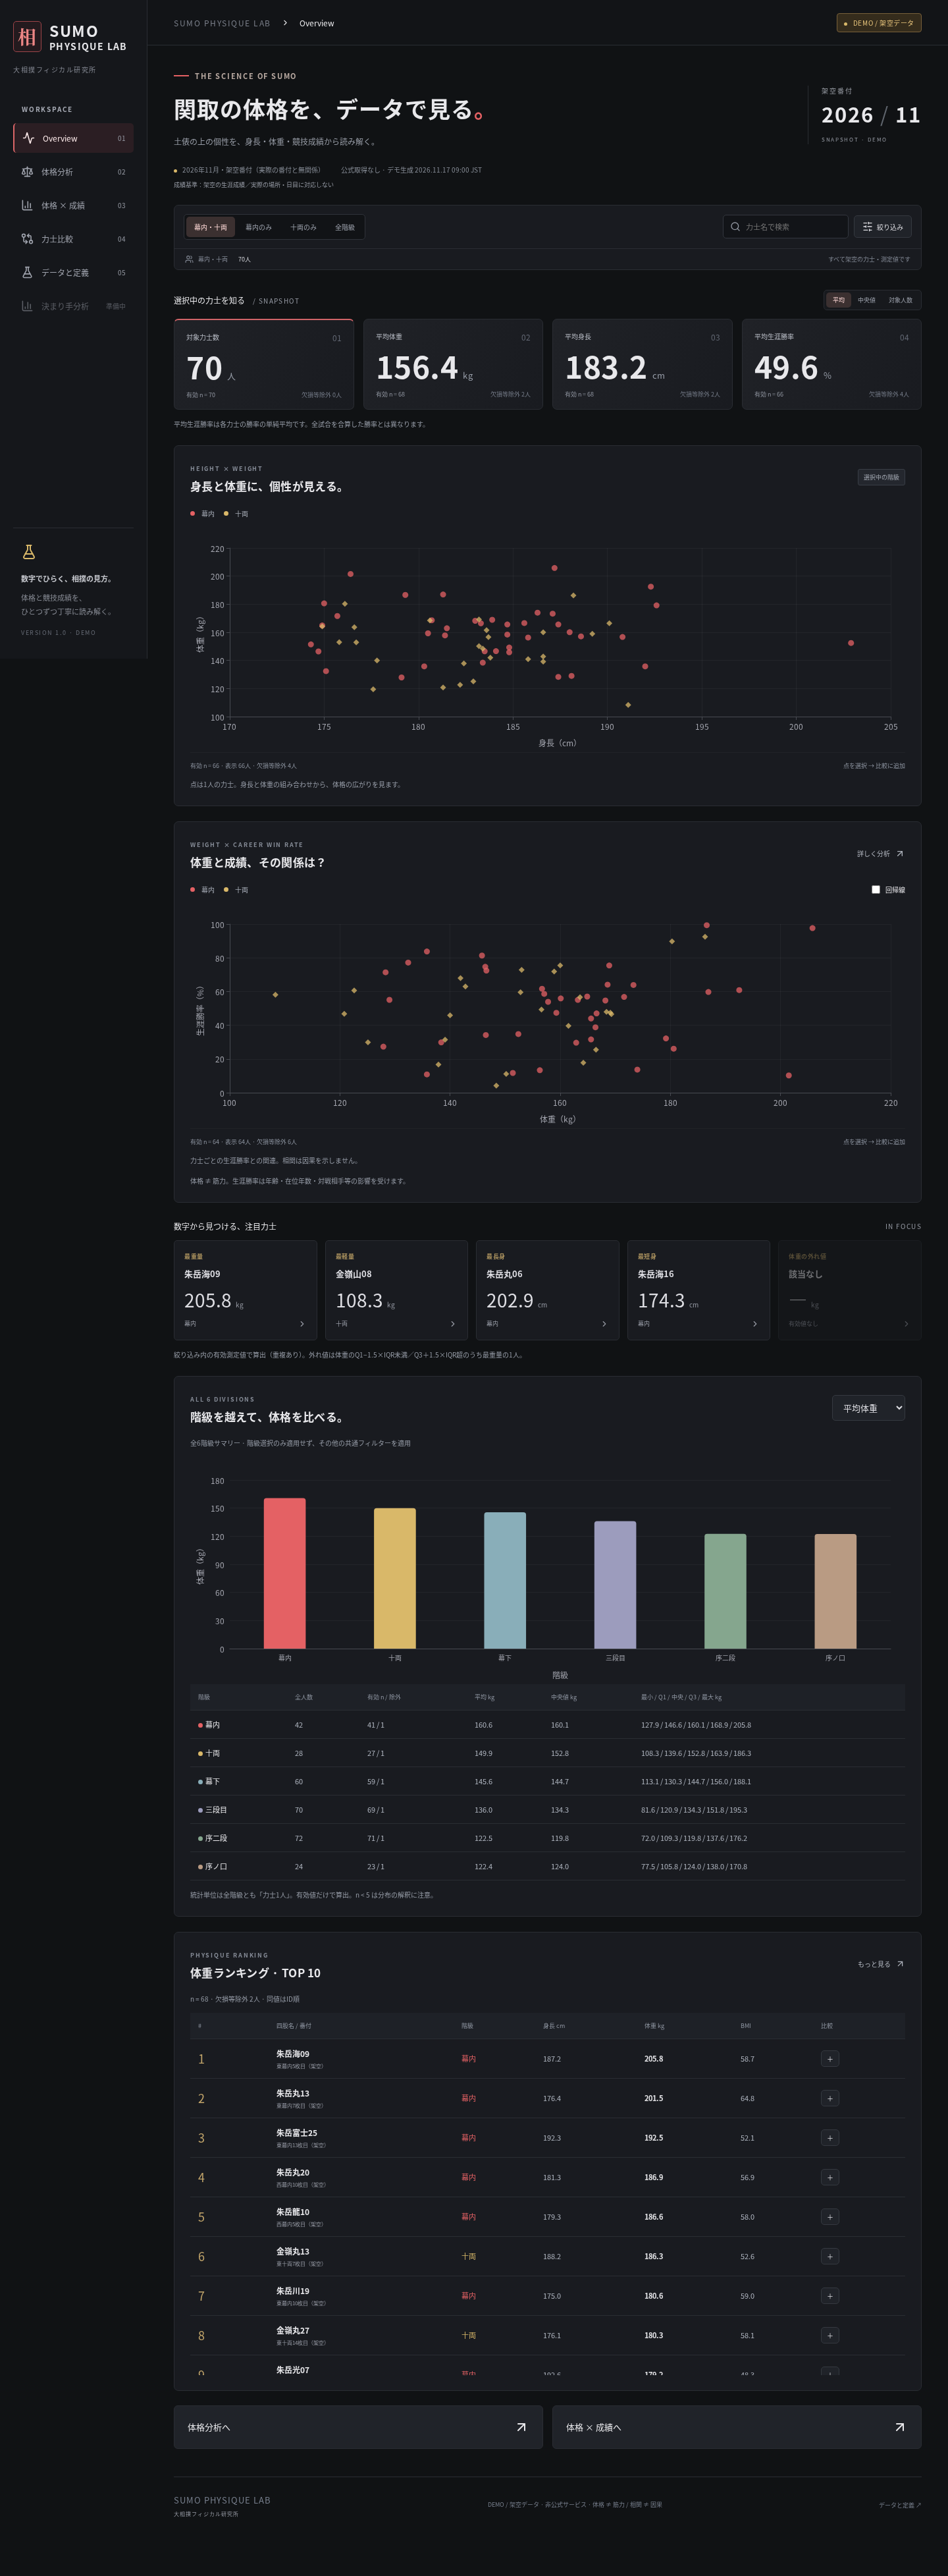 相
SUMO
PHYSIQUE LAB
大相撲フィジカル研究所
WORKSPACE
Overview 01
体格分析 02
体格 × 成績 03
力士比較 04
データと定義 05
決まり手分析 準備中
数字でひらく、相撲の見方。
体格と競技成績を、
ひとつずつ丁寧に読み解く。
VERSION 1.0 · DEMO
SUMO PHYSIQUE LAB > Overview
DEMO / 架空データ
THE SCIENCE OF SUMO
関取の体格を、データで見る。
土俵の上の個性を、身長・体重・競技成績から読み解く。
架空番付
2026 / 11
SNAPSHOT · DEMO
2026年11月・架空番付（実際の番付と無関係） 公式取得なし · デモ生成 2026.11.17 09:00 JST
成績基準：架空の生涯成績／実際の場所・日目に対応しない
幕内・十両 幕内のみ 十両のみ 全階級
力士名で検索
絞り込み
幕内・十両 70人
すべて架空の力士・測定値です
選択中の力士を知る / SNAPSHOT
平均 中央値 対象人数
対象力士数 01
70 人
有効 n = 70 欠損等除外 0人
平均体重 02
156.4 kg
有効 n = 68 欠損等除外 2人
平均身長 03
183.2 cm
有効 n = 68 欠損等除外 2人
平均生涯勝率 04
49.6 %
有効 n = 66 欠損等除外 4人
平均生涯勝率は各力士の勝率の単純平均です。全試合を合算した勝率とは異なります。
HEIGHT × WEIGHT
身長と体重に、個性が見える。
選択中の階級
幕内 十両
体重（kg）
220
200
180
160
140
120
100
170 175 180 185 190 195 200 205
身長（cm）
有効 n = 66 · 表示 66人 · 欠損等除外 4人
点を選択 → 比較に追加
点は1人の力士。身長と体重の組み合わせから、体格の広がりを見ます。
WEIGHT × CAREER WIN RATE
体重と成績、その関係は？
詳しく分析
幕内 十両
回帰線
生涯勝率（%）
100
80
60
40
20
0
100 120 140 160 180 200 220
体重（kg）
有効 n = 64 · 表示 64人 · 欠損等除外 6人
点を選択 → 比較に追加
力士ごとの生涯勝率との関連。相関は因果を示しません。
体格 ≠ 筋力。生涯勝率は年齢・在位年数・対戦相手等の影響を受けます。
数字から見つける、注目力士
IN FOCUS
最重量
朱岳海09
205.8 kg
幕内
最軽量
金嶺山08
108.3 kg
十両
最長身
朱岳丸06
202.9 cm
幕内
最短身
朱岳海16
174.3 cm
幕内
体重の外れ値
該当なし
— kg
有効値なし
絞り込み内の有効測定値で算出（重複あり）。外れ値は体重のQ1−1.5×IQR未満／Q3＋1.5×IQR超のうち最重量の1人。
ALL 6 DIVISIONS
階級を越えて、体格を比べる。
平均体重
全6階級サマリー · 階級選択のみ適用せず、その他の共通フィルターを適用
体重（kg）
180
150
120
90
60
30
0
幕内 十両 幕下 三段目 序二段 序ノ口
階級
階級 全人数 有効 n / 除外 平均 kg 中央値 kg 最小 / Q1 / 中央 / Q3 / 最大 kg
幕内 42 41 / 1 160.6 160.1 127.9 / 146.6 / 160.1 / 168.9 / 205.8
十両 28 27 / 1 149.9 152.8 108.3 / 139.6 / 152.8 / 163.9 / 186.3
幕下 60 59 / 1 145.6 144.7 113.1 / 130.3 / 144.7 / 156.0 / 188.1
三段目 70 69 / 1 136.0 134.3 81.6 / 120.9 / 134.3 / 151.8 / 195.3
序二段 72 71 / 1 122.5 119.8 72.0 / 109.3 / 119.8 / 137.6 / 176.2
序ノ口 24 23 / 1 122.4 124.0 77.5 / 105.8 / 124.0 / 138.0 / 170.8
統計単位は全階級とも「力士1人」。有効値だけで算出。n < 5 は分布の解釈に注意。
PHYSIQUE RANKING
体重ランキング · TOP 10
もっと見る
n = 68 · 欠損等除外 2人 · 同値はID順
# 四股名 / 番付 階級 身長 cm 体重 kg BMI 比較
1 朱岳海09 幕内 187.2 205.8 58.7 +
2 朱岳丸13 幕内 176.4 201.5 64.8 +
3 朱岳富士25 幕内 192.3 192.5 52.1 +
4 朱岳丸20 幕内 181.3 186.9 56.9 +
5 朱岳龍10 幕内 179.3 186.6 58.0 +
6 金嶺丸13 十両 188.2 186.3 52.6 +
7 朱岳川19 幕内 175.0 180.6 59.0 +
8 金嶺丸27 十両 176.1 180.3 58.1 +
朱岳光07
体格分析へ
体格 × 成績へ
SUMO PHYSIQUE LAB
大相撲フィジカル研究所
DEMO / 架空データ · 非公式サービス · 体格 ≠ 筋力 / 相関 ≠ 因果
データと定義 ↗